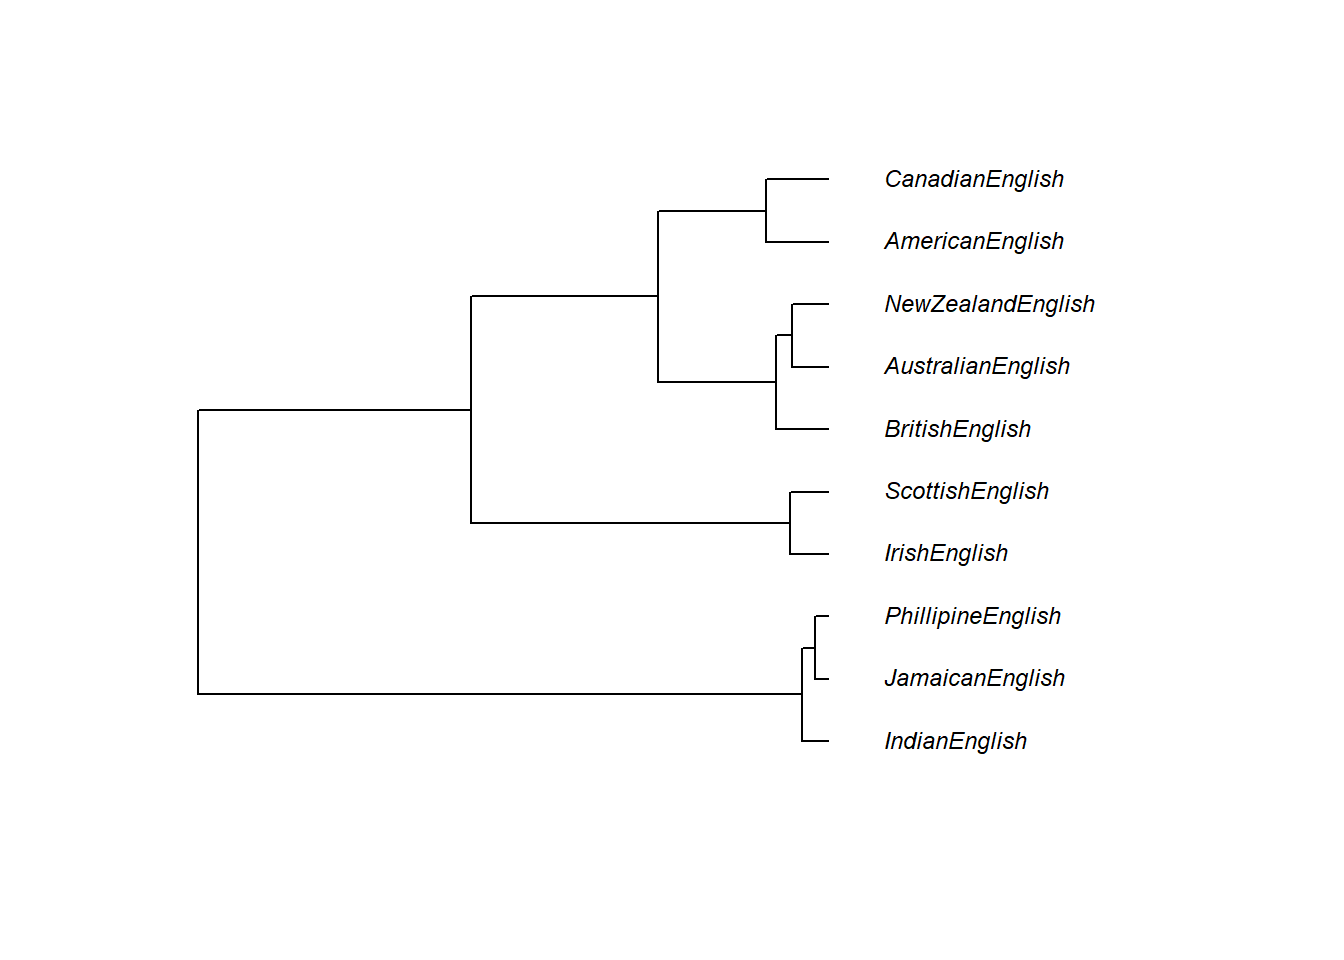 CanadianEnglish
AmericanEnglish
NewZealandEnglish
AustralianEnglish
BritishEnglish
ScottishEnglish
IrishEnglish
PhillipineEnglish
JamaicanEnglish
IndianEnglish